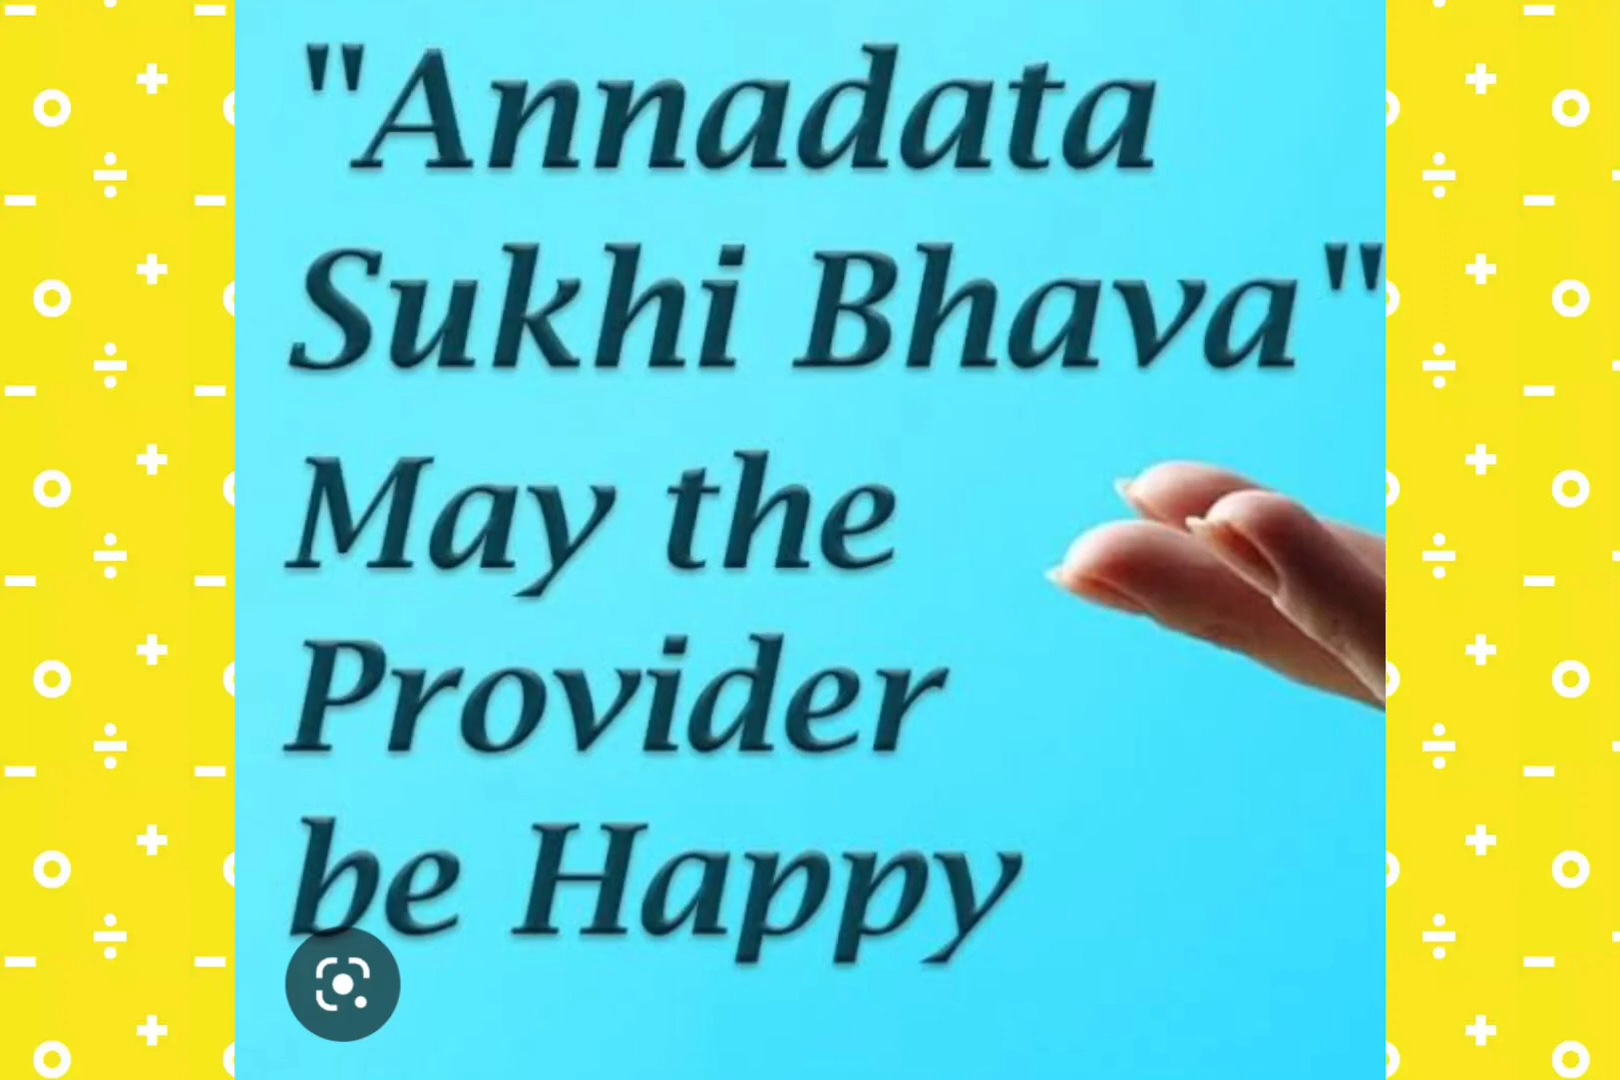 "Annadata
Sukhi Bhava"
May the
Provider
be Happy